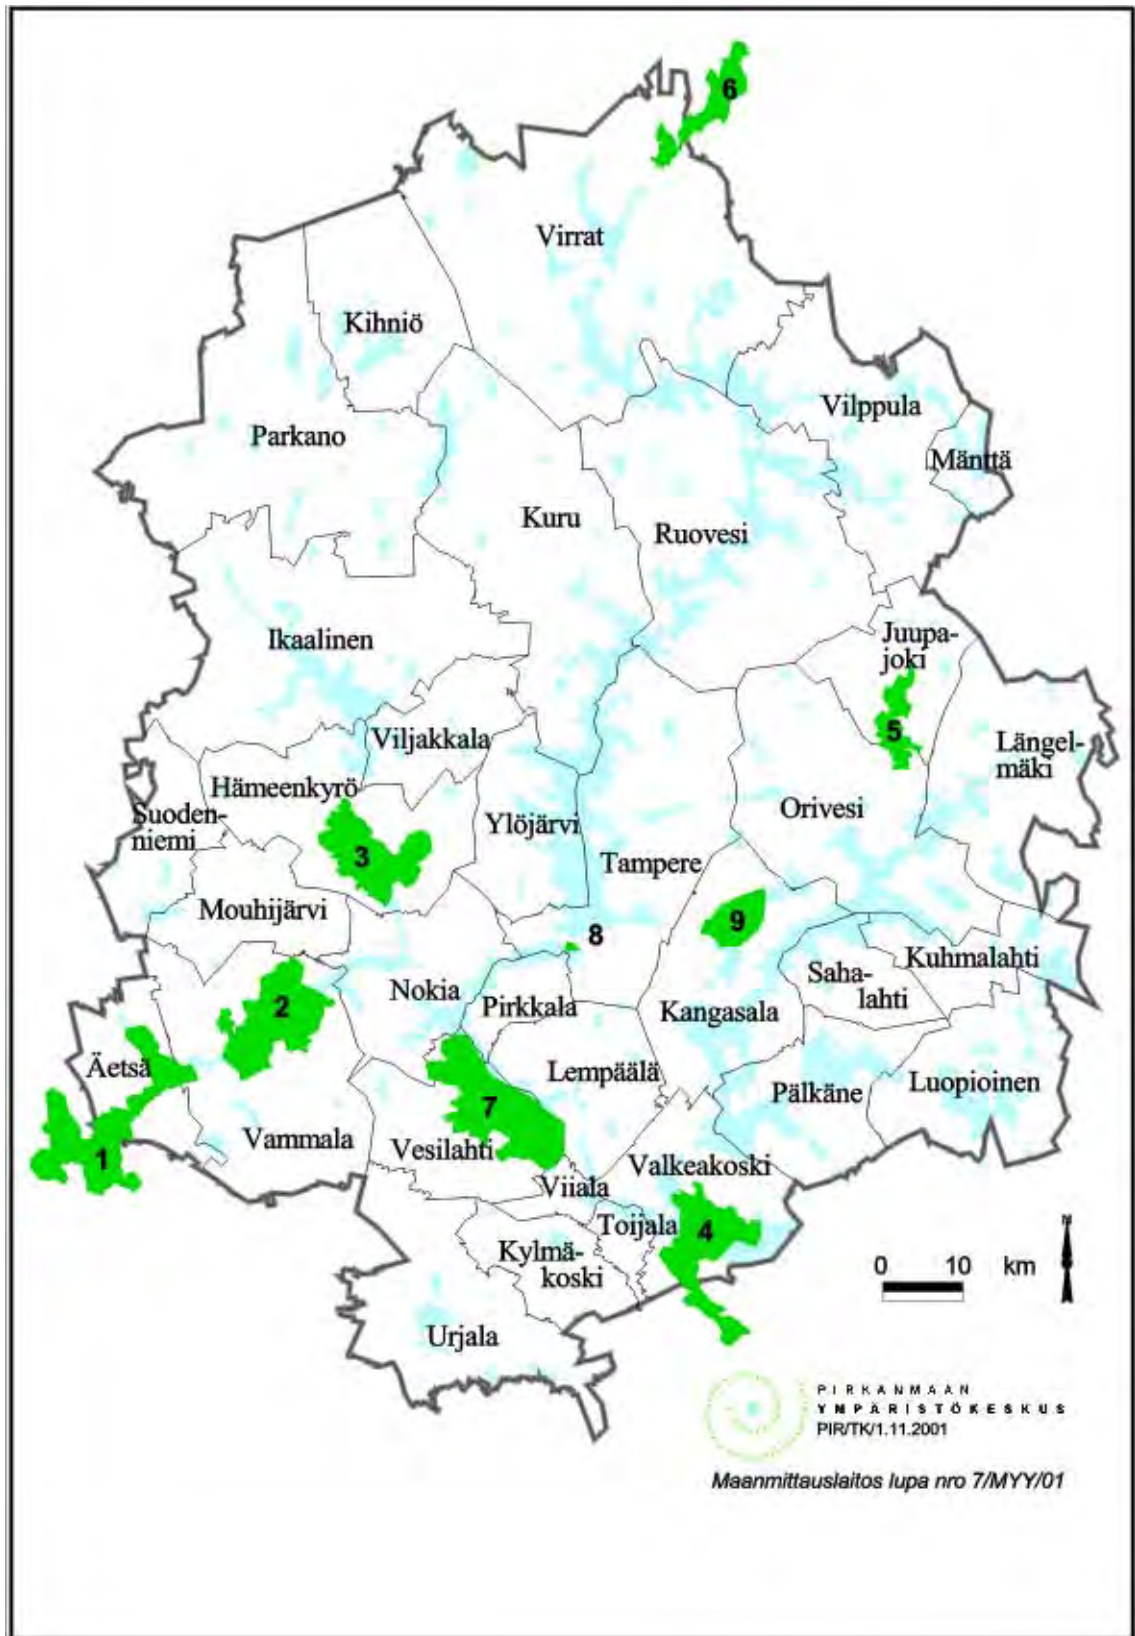 6
Virrat
Kihniö
Vilppula
Parkano
Mänttä
Kuru
Ruovesi
Ikaalinen
Juupa-
joki
5
Viljakkala
Längel-
mäki
Hämeenkyrö
Suoden-
niemi
Ylöjärvi
Orivesi
3
Tampere
Mouhijärvi
9
8
Kuhmalahti
Saha-
lahti
Nokia
2
Pirkkala
Kangasala
Äetsä
Lempäälä
Pälkäne
Luopioinen
7
Vammala
Vesilahti
1
Valkeakoski
Viiala
Toijala
4
Kylmä-
koski
N
0 10 km
Urjala
PIRKANMAAN
YMPÄRISTÖKESKUS
PIR/TK/1.11.2001
Maanmittauslaitos lupa nro 7/MYY/01